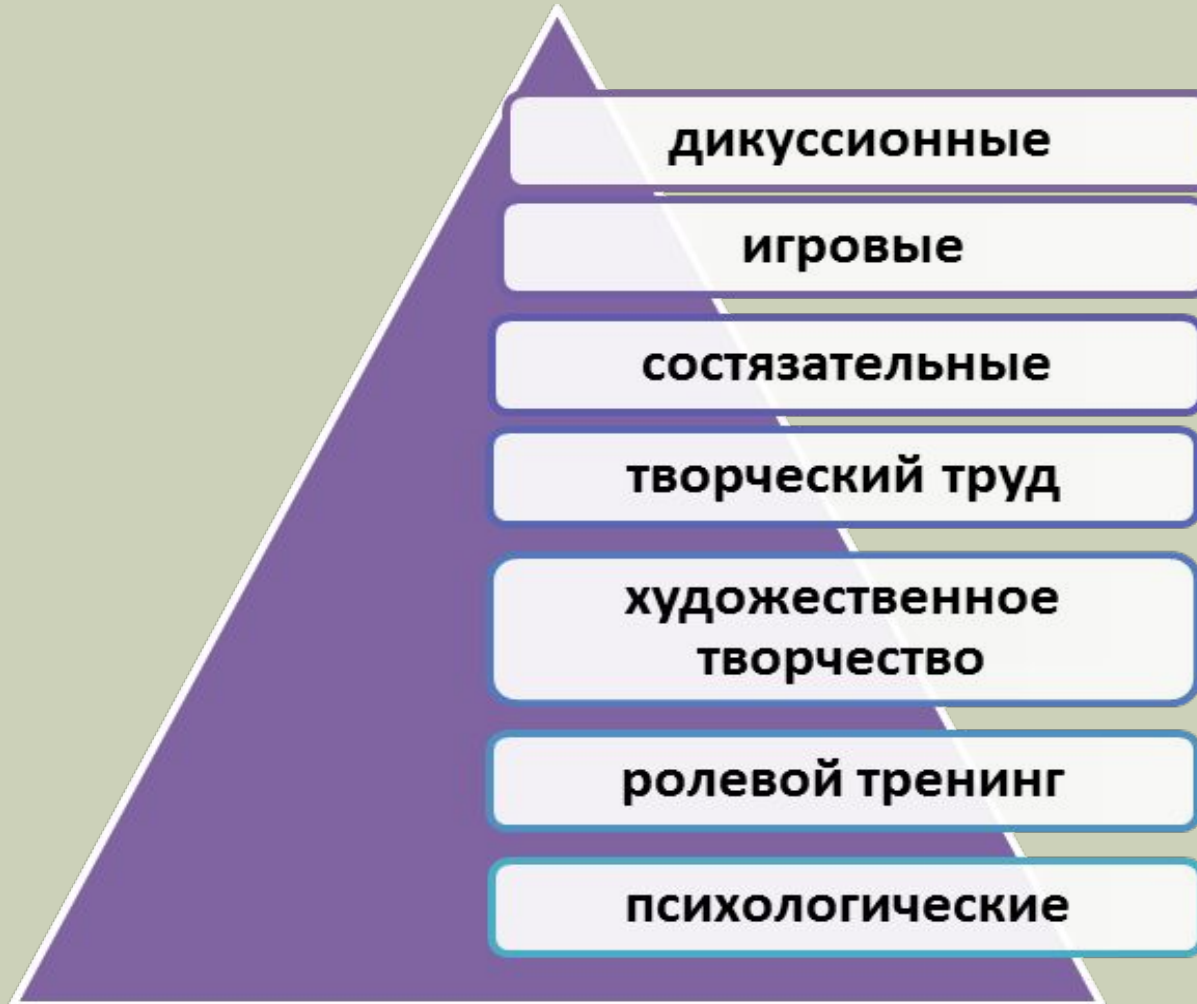 дикуссионные
игровые
состязательные
творческий труд
художественное
творчество
ролевой тренинг
психологические